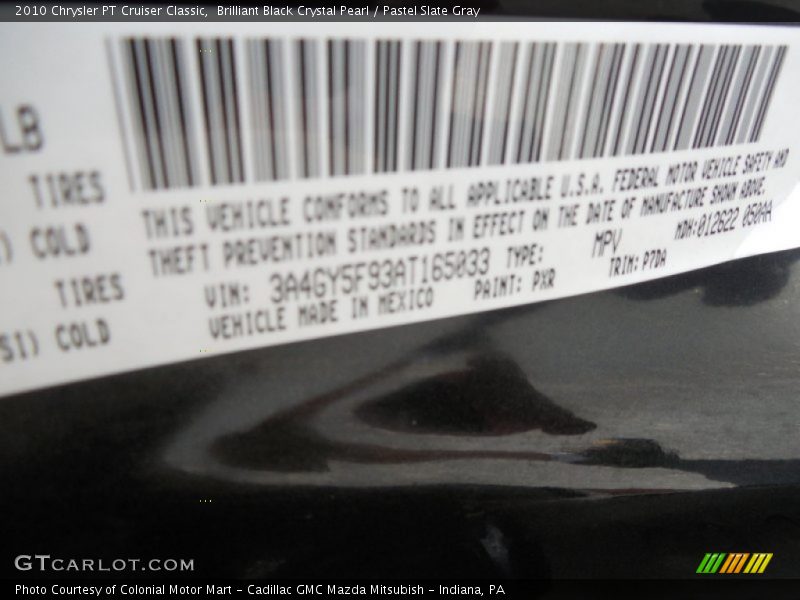 2010 Chrysler PT Cruiser Classic, Brilliant Black Crystal Pearl / Pastel Slate Gray
LB
TIRES
) COLD
TIRES
SI) COLD
THIS VEHICLE CONFORMS TO ALL APPLICABLE U.S.A. FEDERAL MOTOR VEHICLE SAFETY AND
THEFT PREVENTION STANDARDS IN EFFECT ON THE DATE OF MANUFACTURE SHOWN ABOVE.
VIN: 3A4GY5F93AT165033 TYPE: MPV MDH:012622 050AA
VEHICLE MADE IN MEXICO PAINT: PXR TRIM: P7DA
GTCARLOT.COM
Photo Courtesy of Colonial Motor Mart - Cadillac GMC Mazda Mitsubish - Indiana, PA